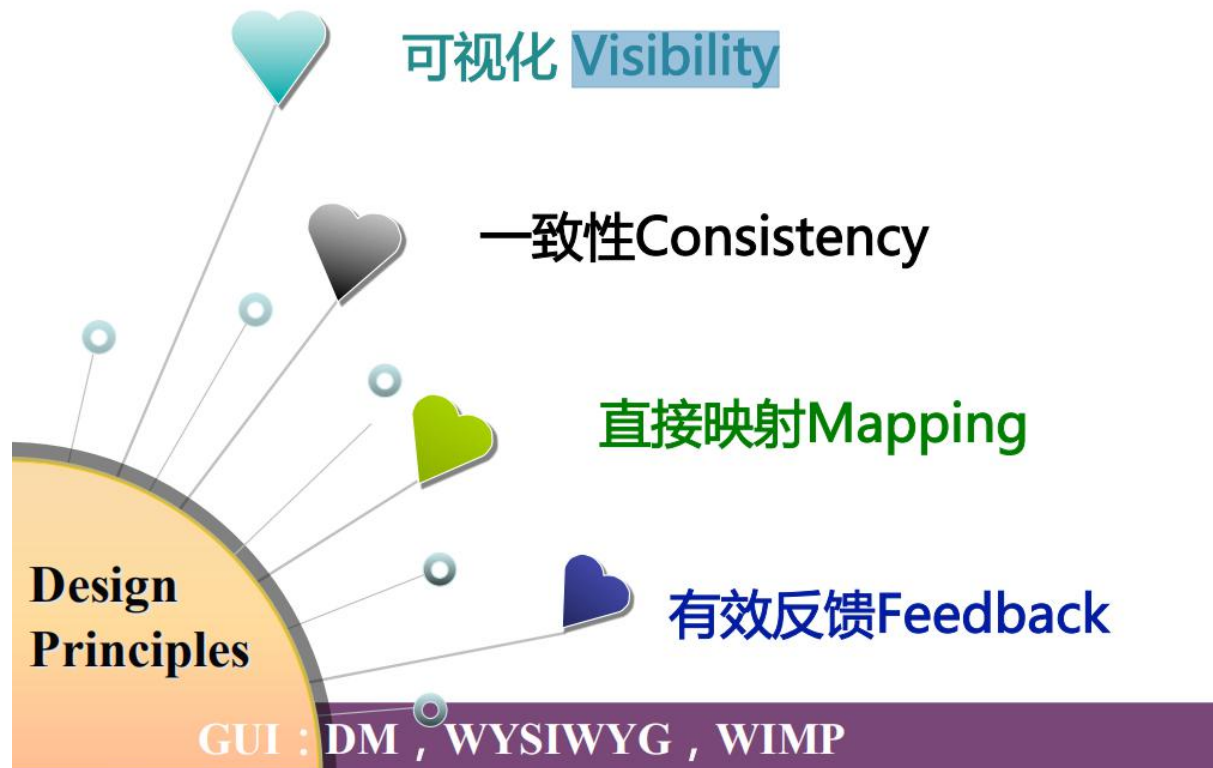 可视化 Visibility
一致性Consistency
直接映射Mapping
有效反馈Feedback
Design
Principles
GUI：DM，WYSIWYG，WIMP